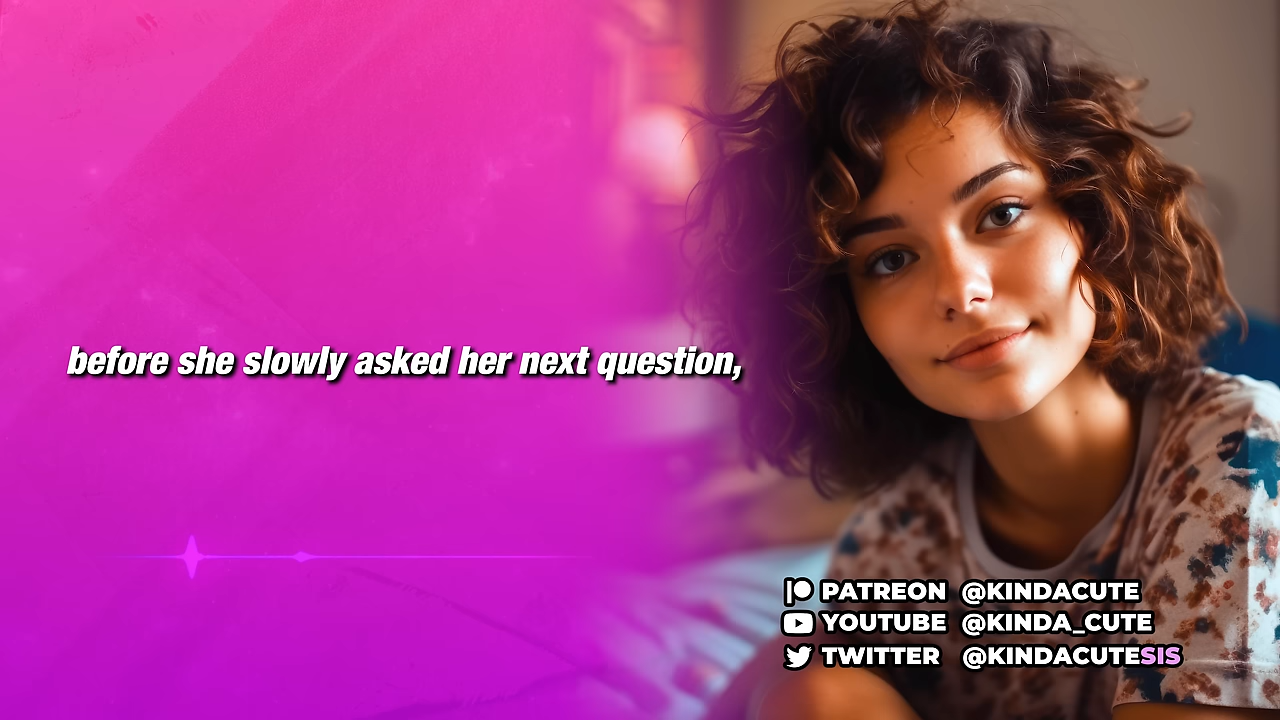 before she slowly asked her next question,
PATREON @KINDACUTE
YOUTUBE @KINDA_CUTE
TWITTER @KINDACUTESIS